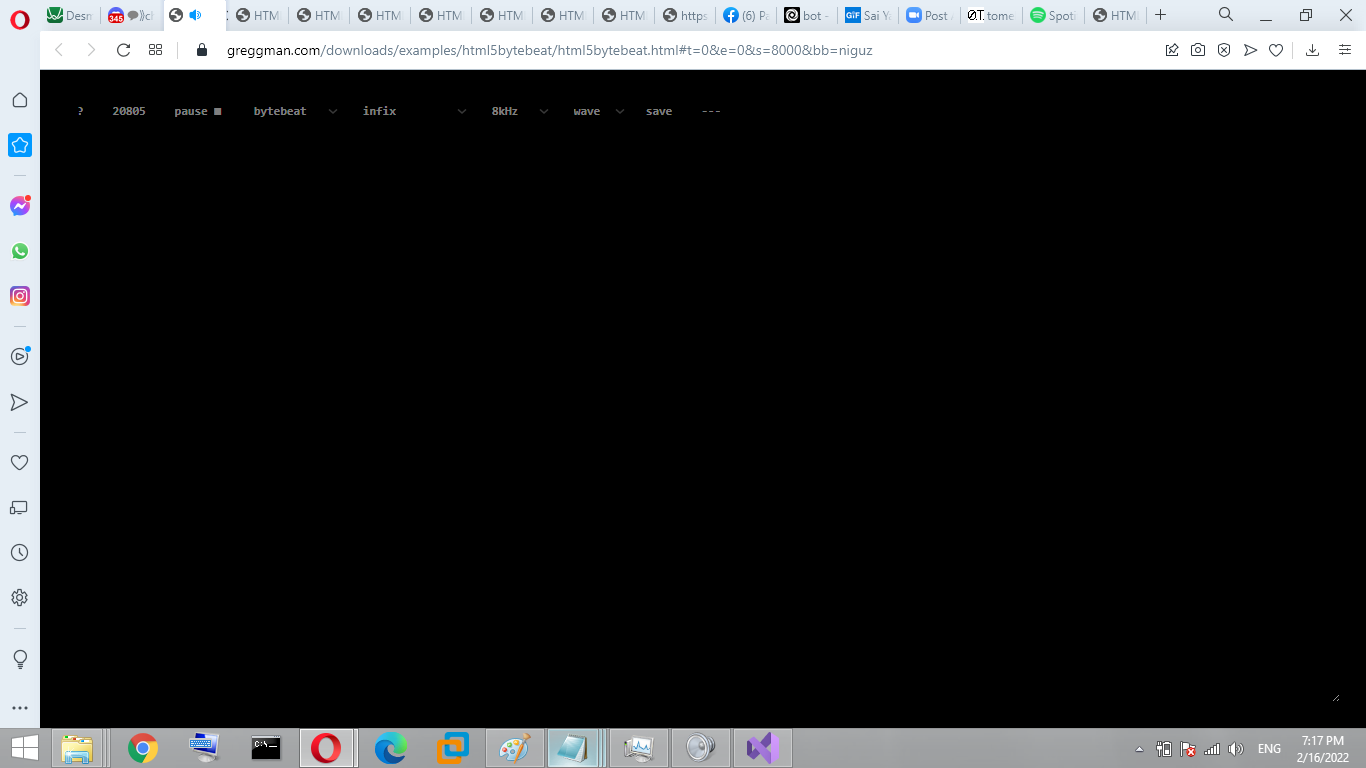 Desm
345
cl
HTM
HTM
HTM
HTM
HTM
HTM
HTM
https
(6) Pa
bot -
GIF
Sai Ya
Post A
ØT.
tome
Spoti
HTM
greggman.com/downloads/examples/html5bytebeat/html5bytebeat.html#t=0&e=0&s=8000&bb=niguz
? 20805 pause ■ bytebeat infix 8kHz wave save ---
C:\>_
ENG
7:17 PM
2/16/2022